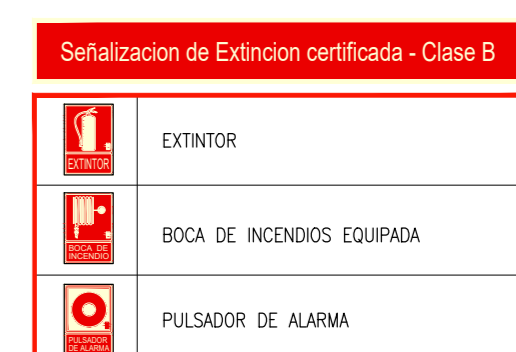 Señalizacion de Extincion certificada - Clase B
EXTINTOR
EXTINTOR
BOCA DE
INCENDIO
BOCA DE INCENDIOS EQUIPADA
PULSADOR
DE ALARMA
PULSADOR DE ALARMA